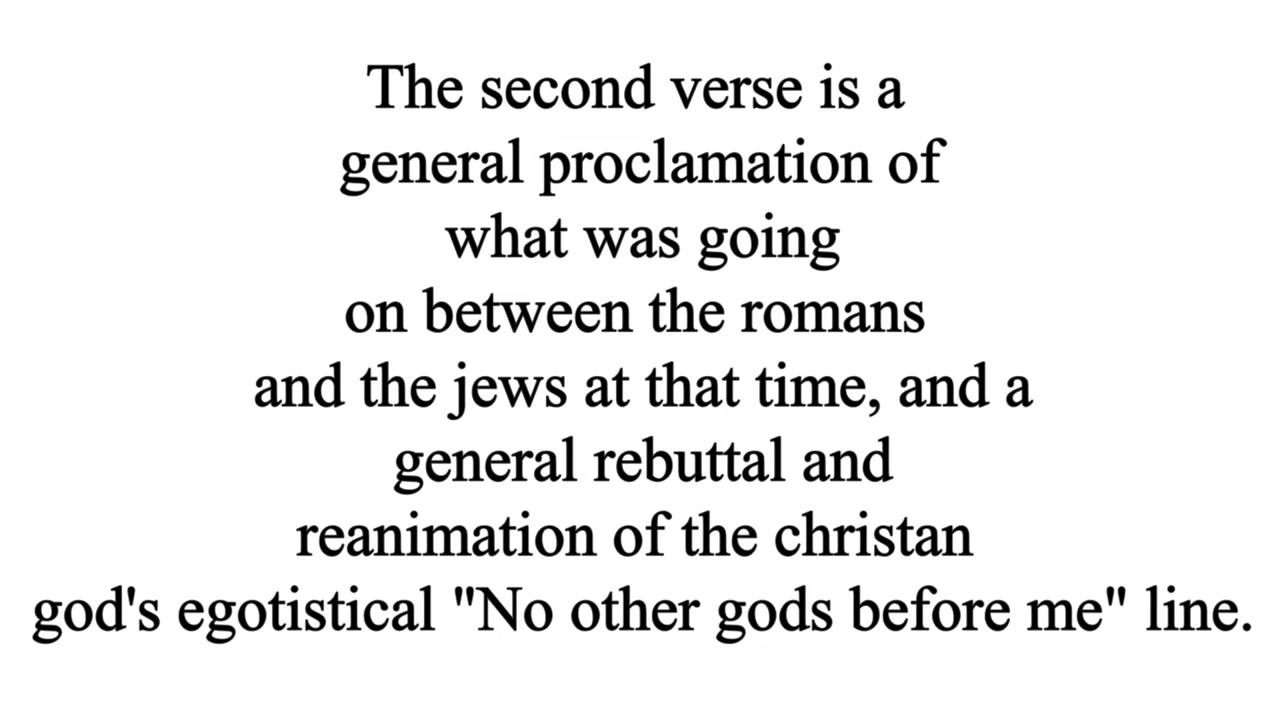 The second verse is a
general proclamation of
what was going
on between the romans
and the jews at that time, and a
general rebuttal and
reanimation of the christan
god's egotistical "No other gods before me" line.